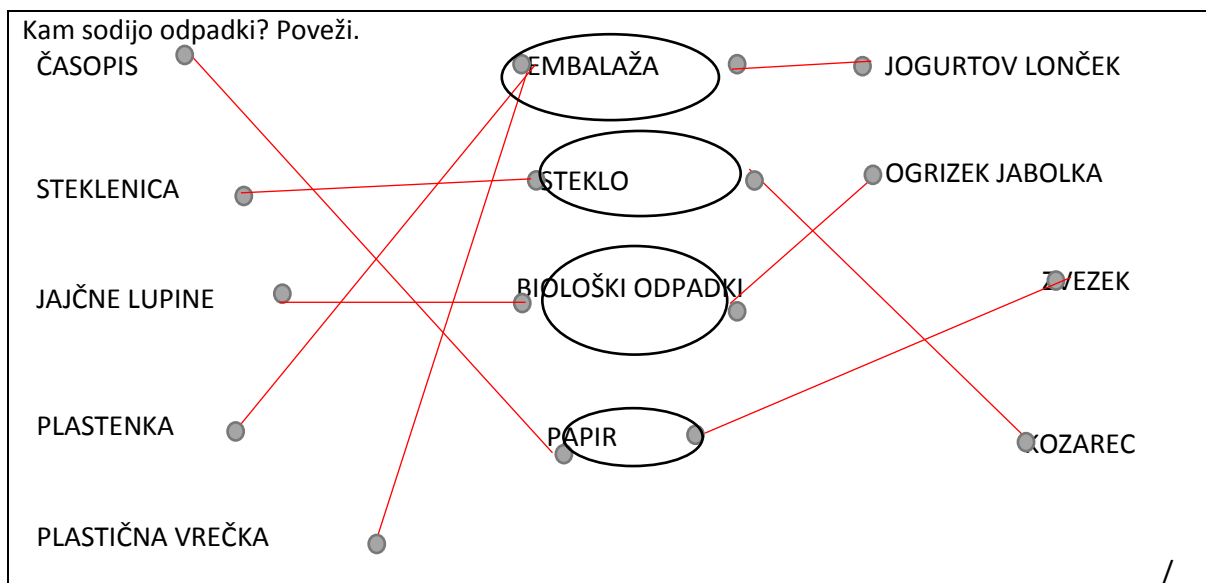 Kam sodijo odpadki? Poveži.
ČASOPIS EMBALAŽA JOGURTOV LONČEK
STEKLENICA STEKLO OGRIZEK JABOLKA
JAJČNE LUPINE BIOLOŠKI ODPADKI ZVEZEK
PLASTENKA PAPIR KOZAREC
PLASTIČNA VREČKA
/